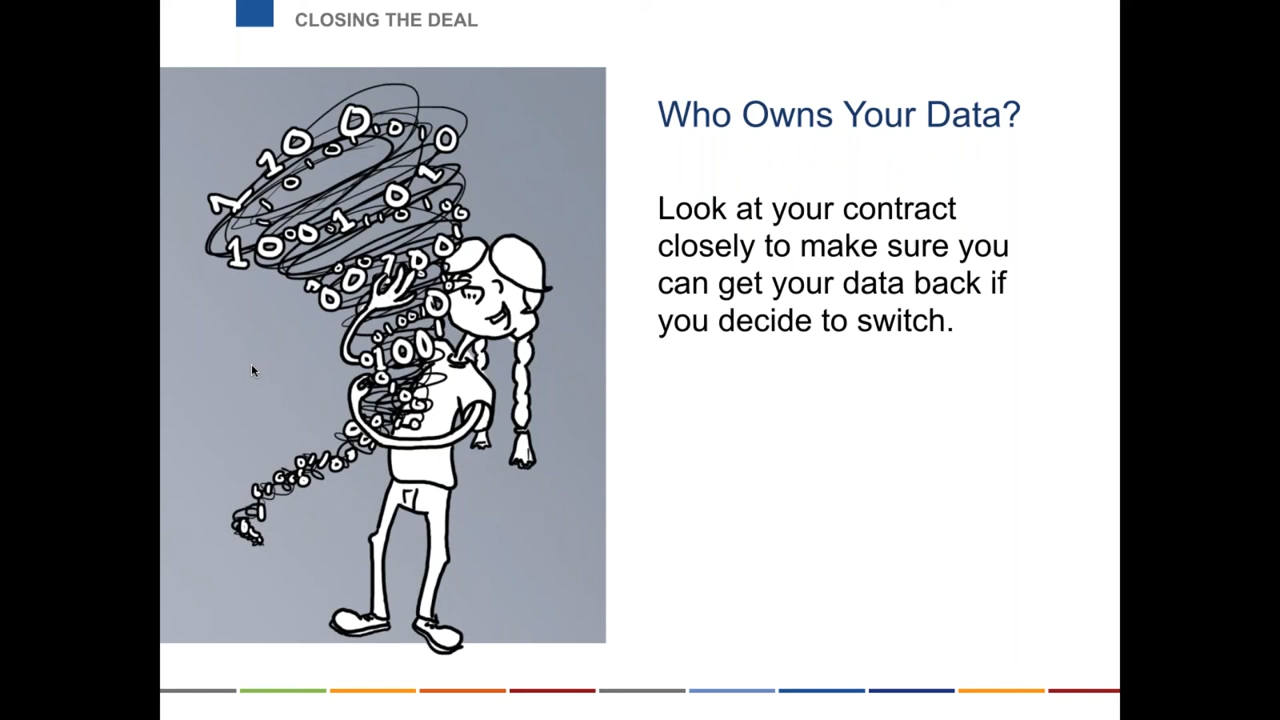 CLOSING THE DEAL
Who Owns Your Data?
Look at your contract
closely to make sure you
can get your data back if
you decide to switch.